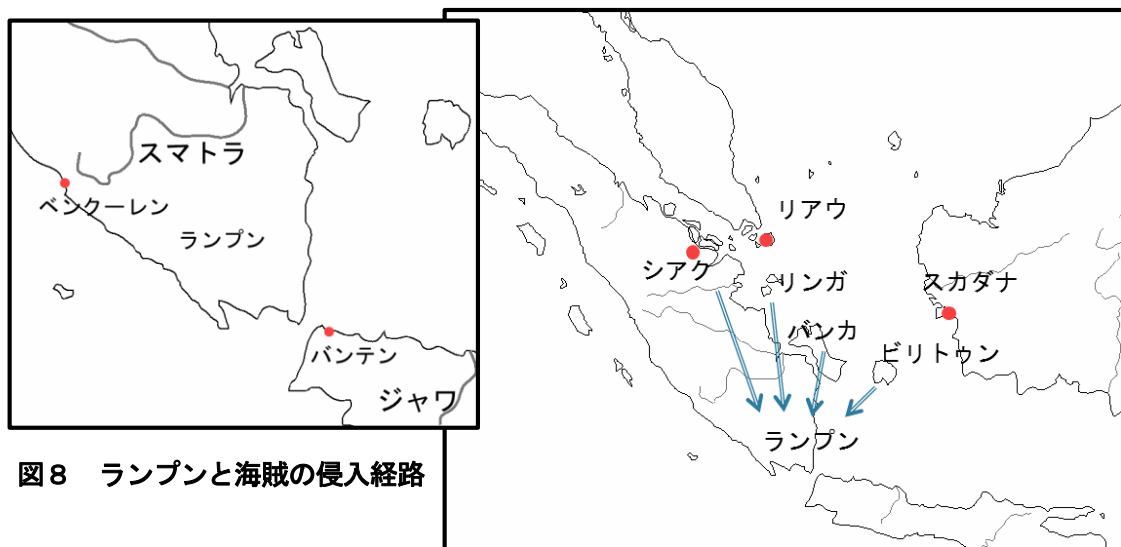 スマトラ
ベンクーレン
ランプン
バンテン
ジャワ
図8　ランプンと海賊の侵入経路
リアウ
シアク
リンガ
スカダナ
バンカ
ビリトゥン
ランプン